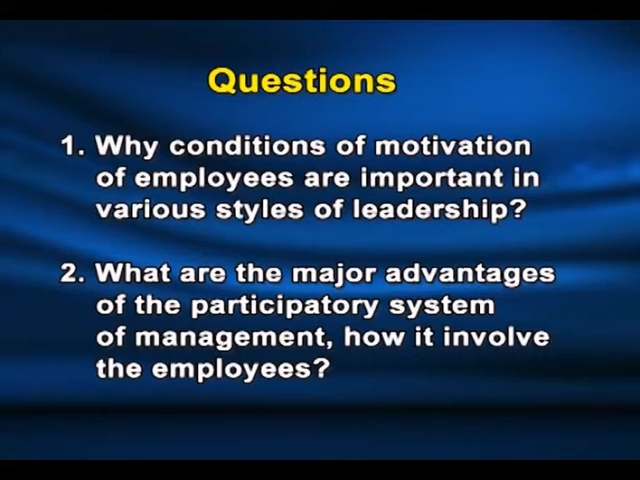 Questions
1. Why conditions of motivation
of employees are important in
various styles of leadership?
2. What are the major advantages
of the participatory system
of management, how it involve
the employees?